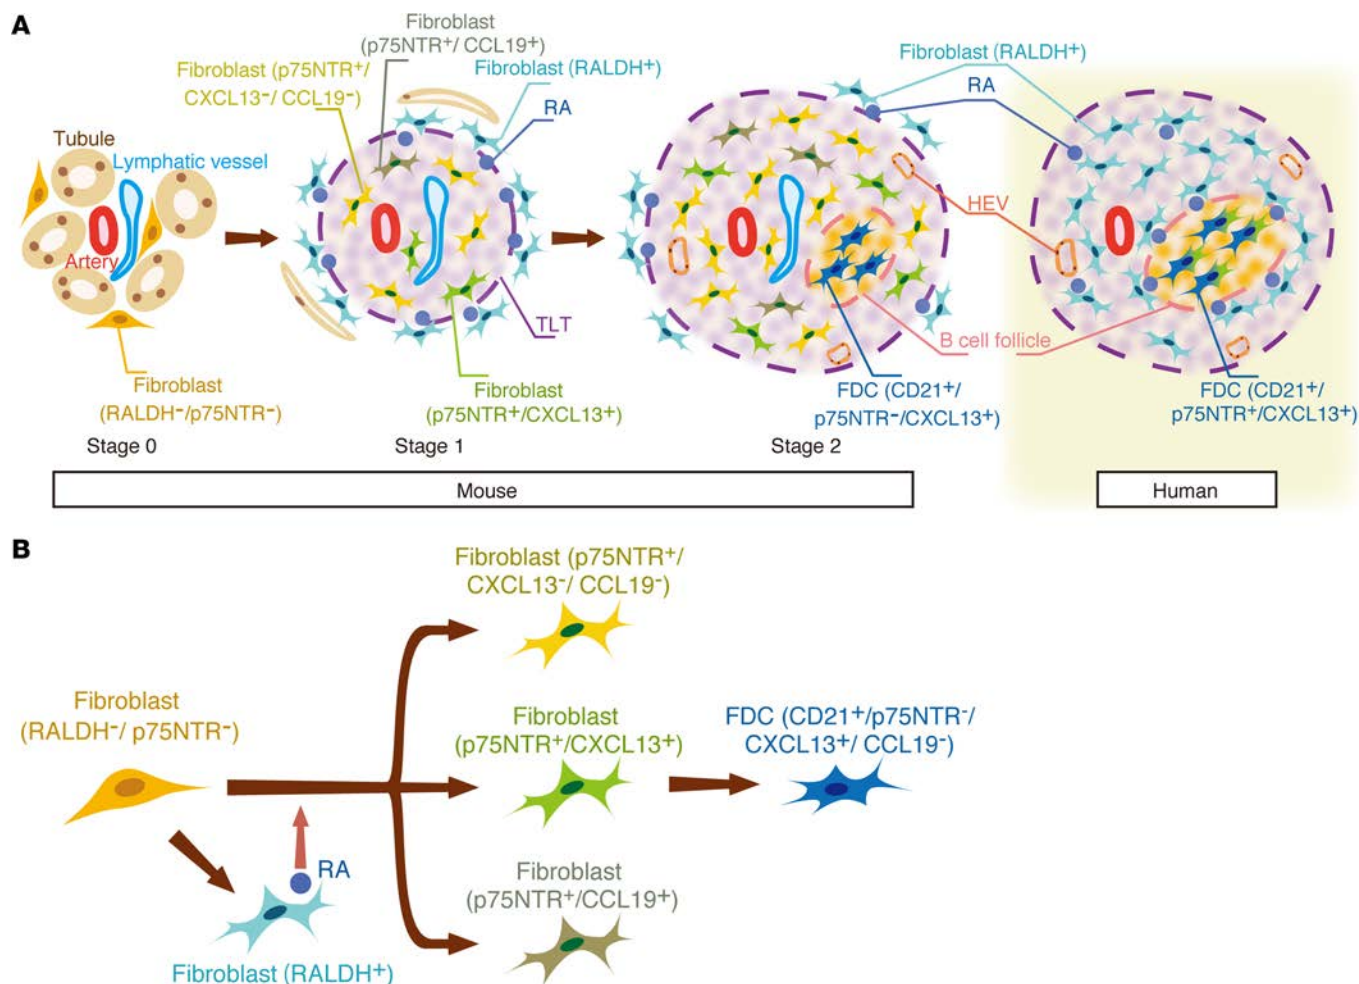 A
Fibroblast
(p75NTR⁺/ CCL19⁺)
Fibroblast (p75NTR⁺/
CXCL13⁻/ CCL19⁻)
Fibroblast (RALDH⁺)
RA
Tubule
Lymphatic vessel
Artery
TLT
Fibroblast
(RALDH⁻/p75NTR⁻)
Fibroblast
(p75NTR⁺/CXCL13⁺)
Fibroblast (RALDH⁺)
RA
HEV
B cell follicle
FDC (CD21⁺/
p75NTR⁻/CXCL13⁺)
FDC (CD21⁺/
p75NTR⁺/CXCL13⁺)
Stage 0
Stage 1
Stage 2
Mouse
Human
B
Fibroblast (p75NTR⁺/
CXCL13⁻/ CCL19⁻)
Fibroblast
(RALDH⁻/ p75NTR⁻)
Fibroblast
(p75NTR⁺/CXCL13⁺)
FDC (CD21⁺/p75NTR⁻/
CXCL13⁺/ CCL19⁻)
RA
Fibroblast
(p75NTR⁺/CCL19⁺)
Fibroblast (RALDH⁺)